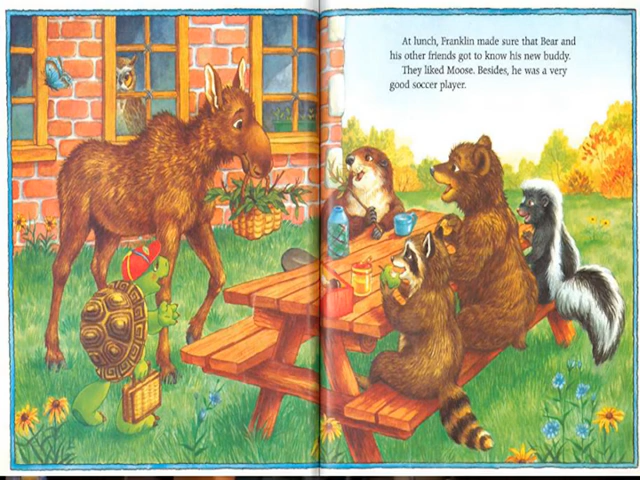 At lunch, Franklin made sure that Bear and
his other friends got to know his new buddy.
They liked Moose. Besides, he was a very
good soccer player.